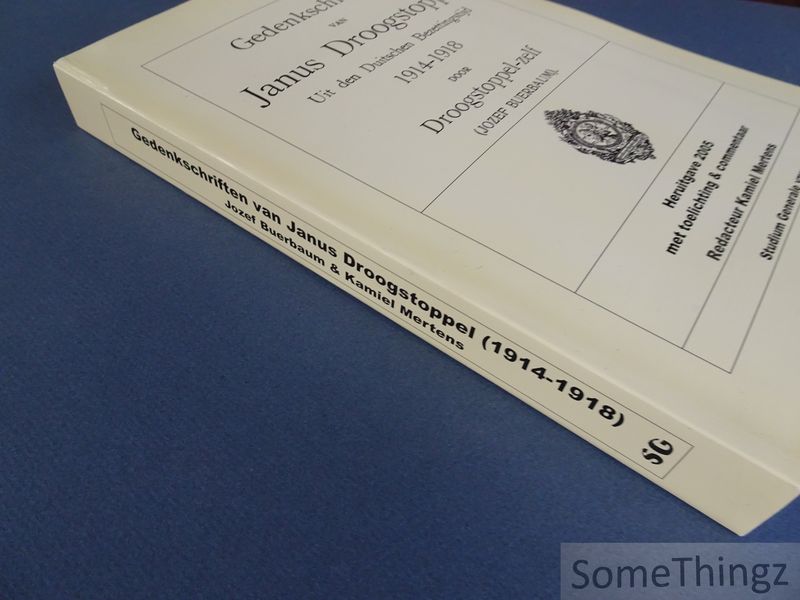 Gedenkschri
VAN
Janus Droogstopp
Uit den Duitschen Bezettingstijd
1914-1918
DOOR
Droogstoppel-zelf
(JOZEF BUERBAUM).
Heruitgave 2005
met toelichting & commentaar
Redacteur Kamiel Mertens
Studium Generale
Gedenkschriften van Janus Droogstoppel (1914-1918)
Jozef Buerbaum & Kamiel Mertens
SG
SomeThingz